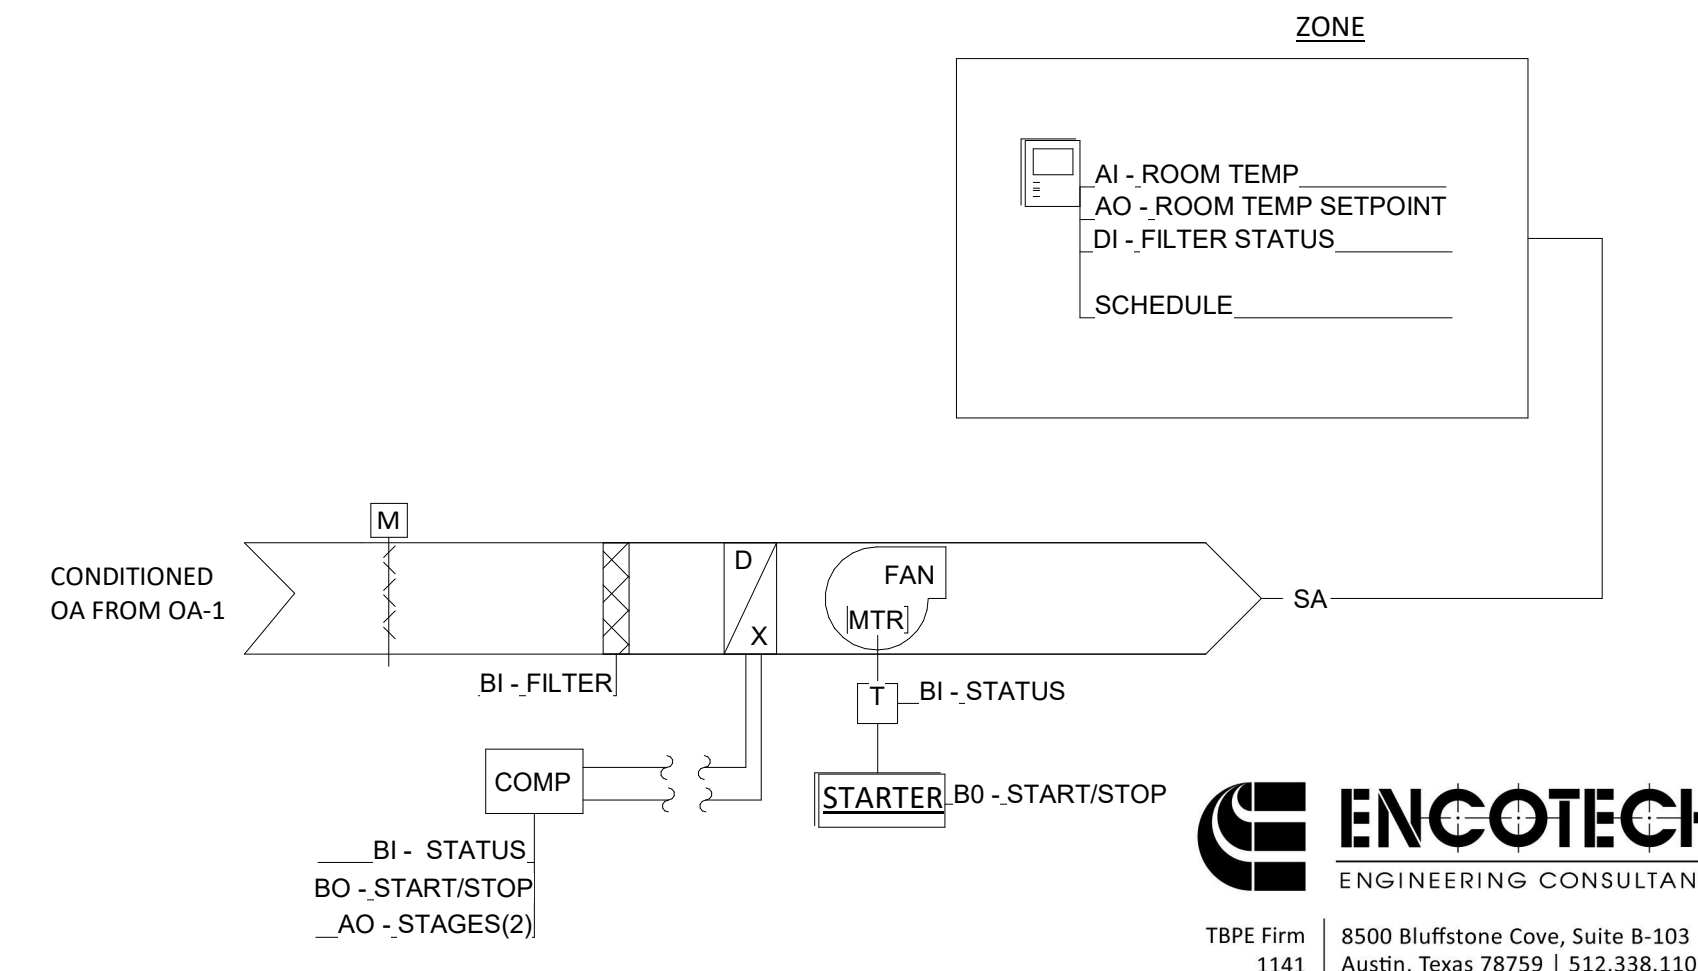 ZONE
AI - ROOM TEMP
AO - ROOM TEMP SETPOINT
DI - FILTER STATUS
SCHEDULE
M
CONDITIONED
OA FROM OA-1
D
X
FAN
MTR
SA
BI - FILTER
T
BI - STATUS
COMP
STARTER
B0 - START/STOP
BI - STATUS
BO - START/STOP
AO - STAGES(2)
ENCOTECH
ENGINEERING CONSULTAN
TBPE Firm
1141
8500 Bluffstone Cove, Suite B-103
Austin, Texas 78759 | 512.338.110